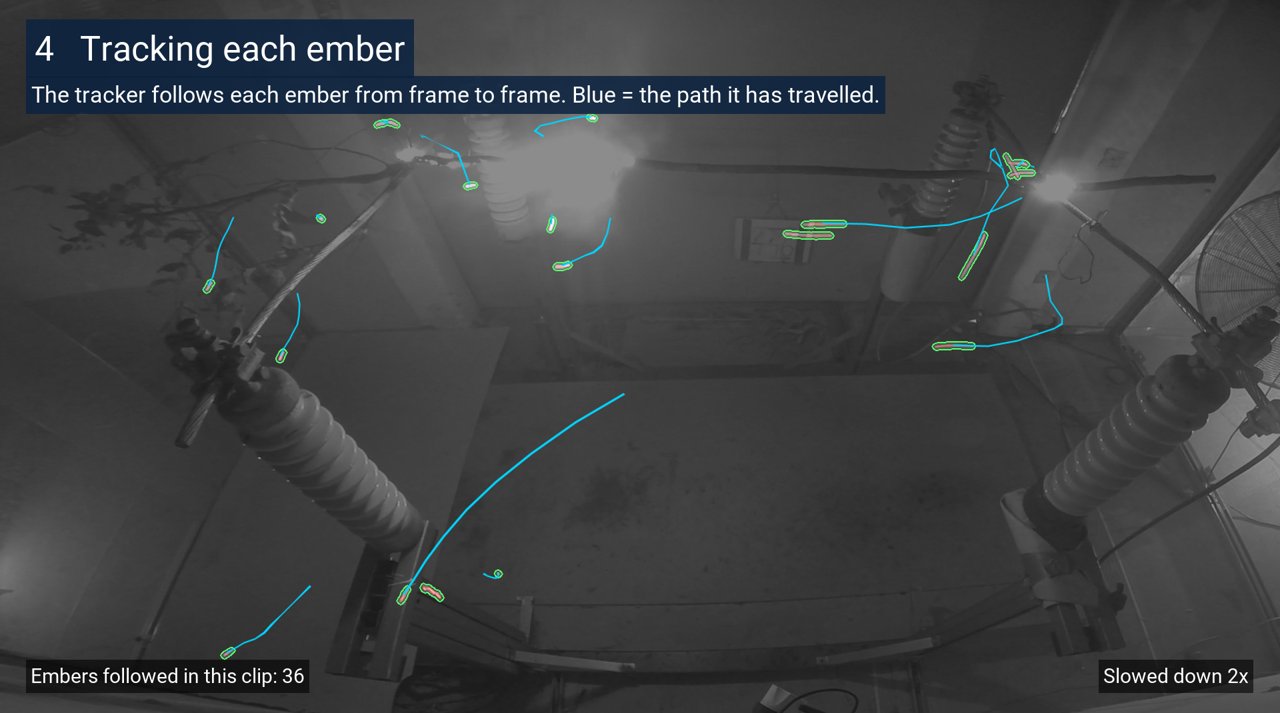 4 Tracking each ember
The tracker follows each ember from frame to frame. Blue = the path it has travelled.
Embers followed in this clip: 36
Slowed down 2x